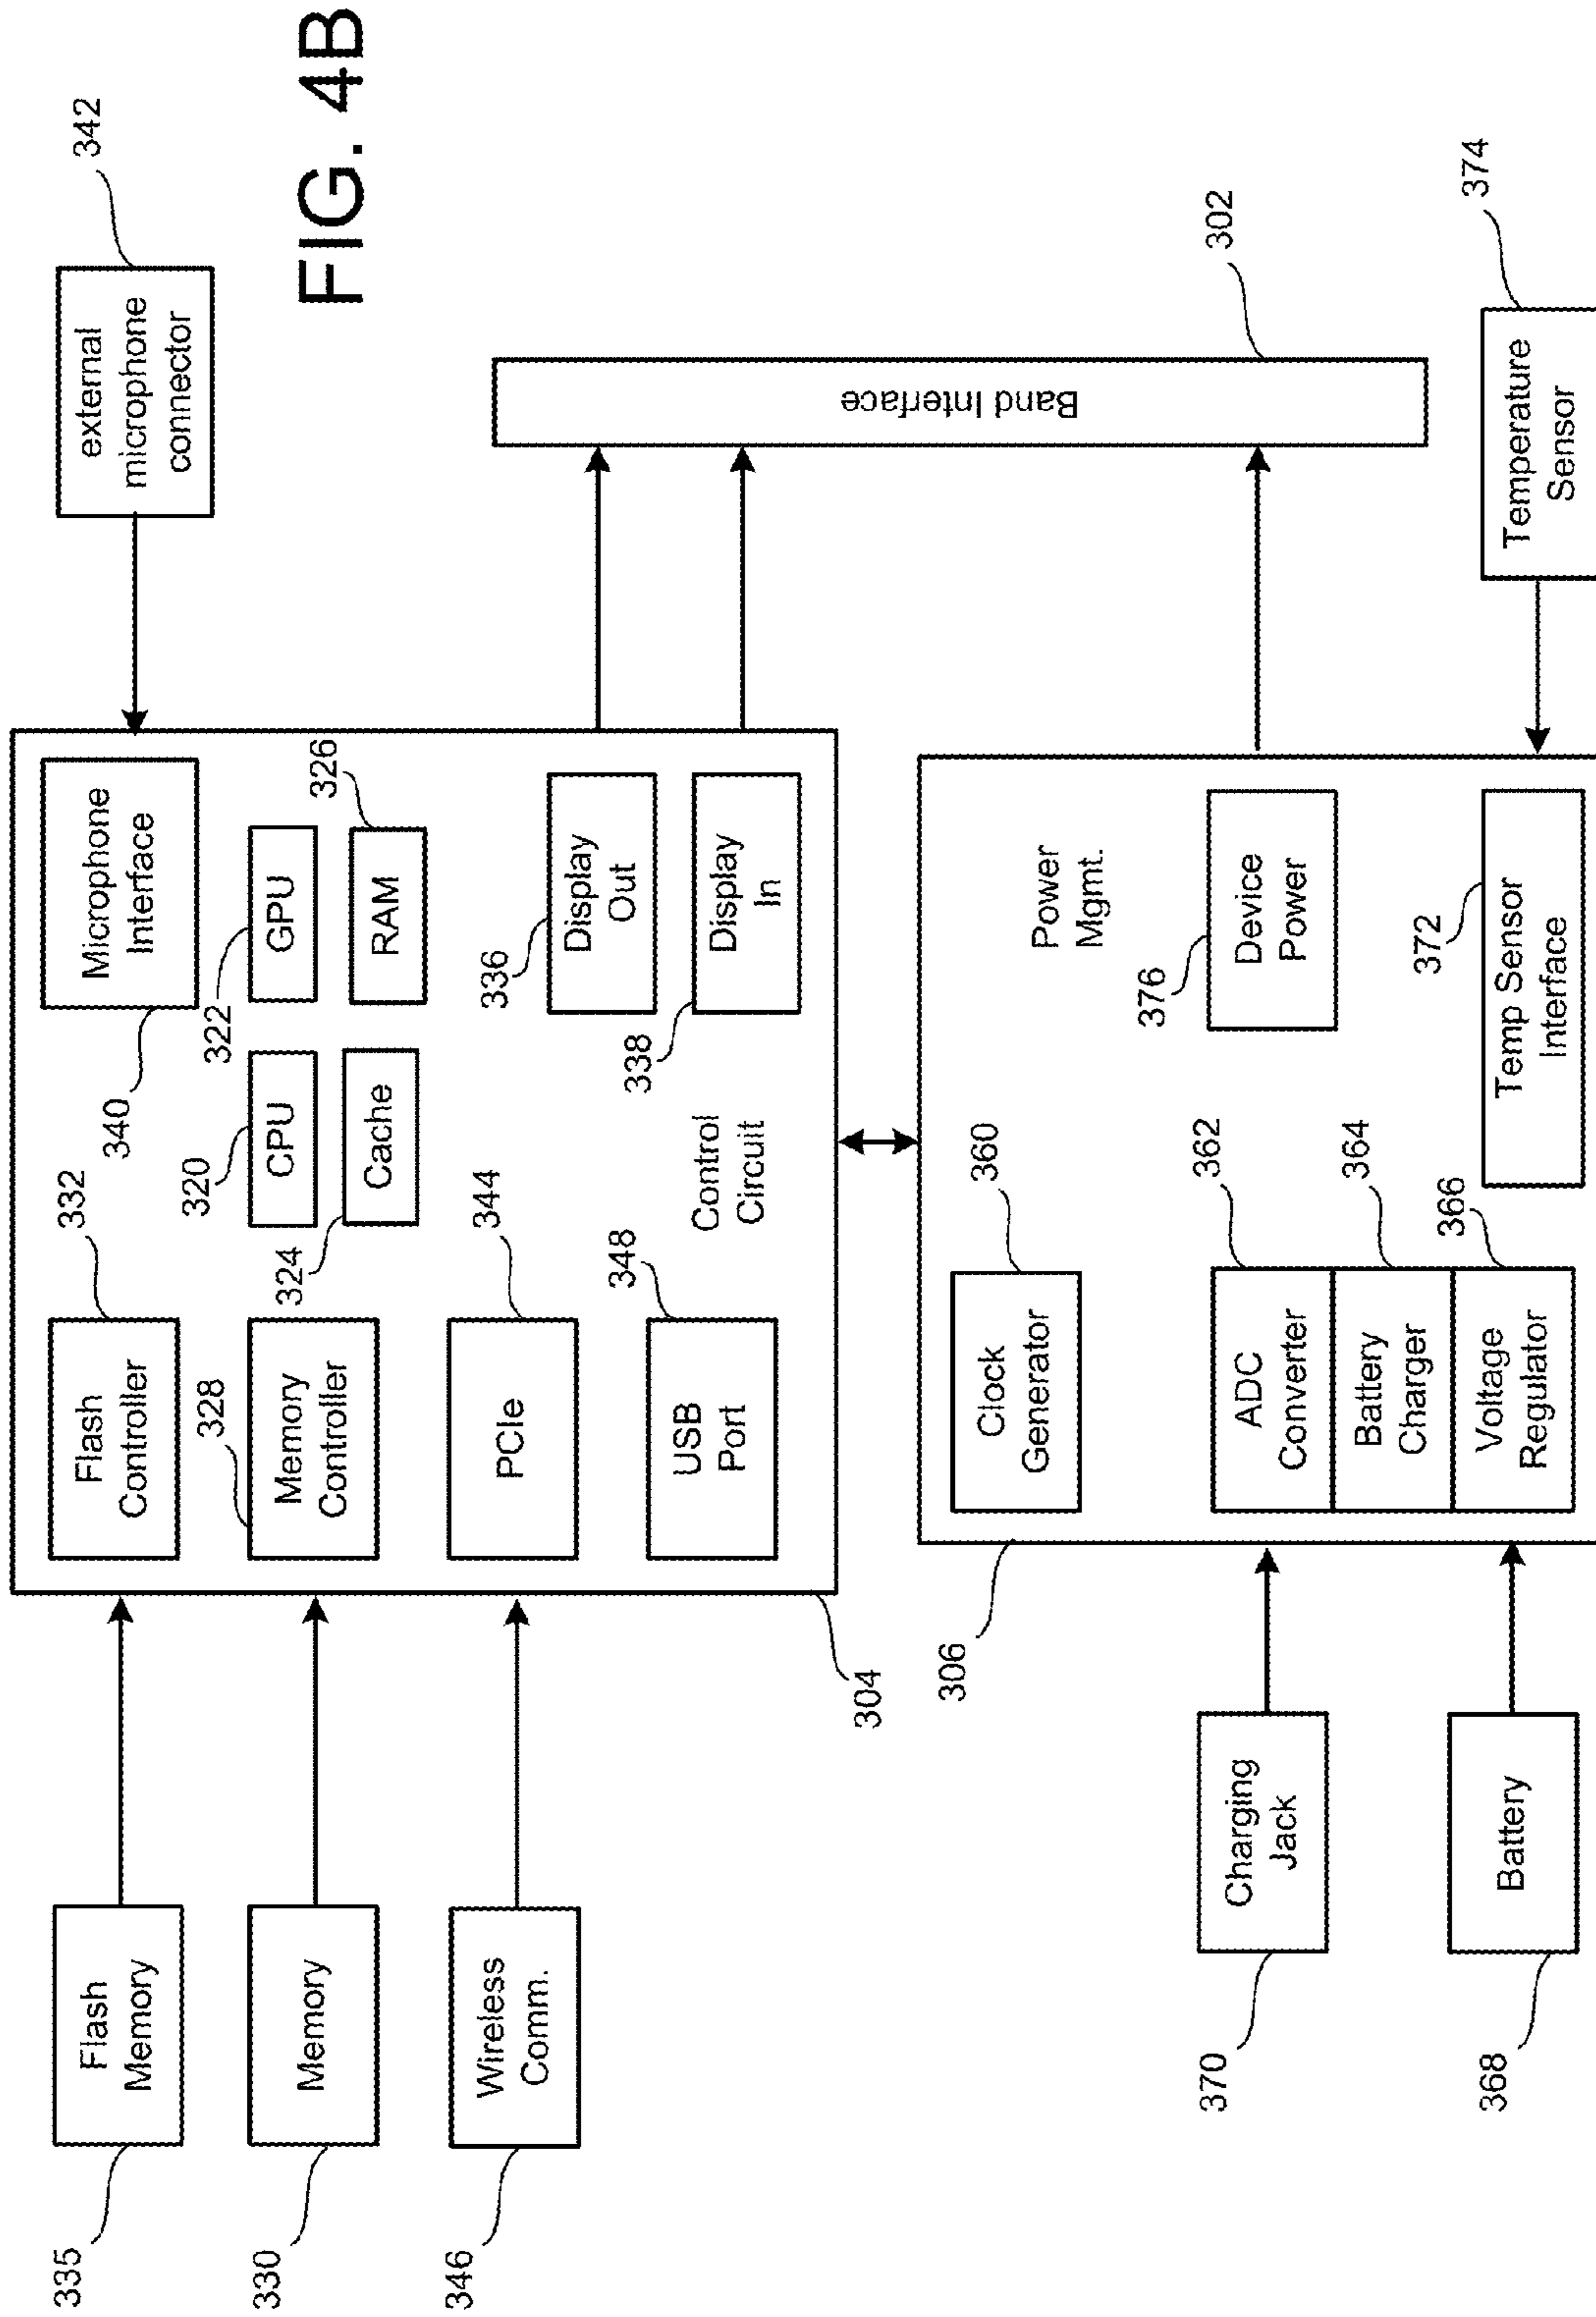 FIG. 4B
335
Flash
Memory
330
Memory
346
Wireless
Comm.
332
Flash
Controller
328
Memory
Controller
344
PCIe
348
USB
Port
304
340
Microphone
Interface
320
CPU
322
GPU
324
Cache
326
RAM
336
Display
Out
338
Display
In
Control
Circuit
342
external
microphone
connector
302
Band Interface
306
360
Clock
Generator
Power
Mgmt.
362
ADC
Converter
364
Battery
Charger
366
Voltage
Regulator
376
Device
Power
372
Temp Sensor
Interface
370
Charging
Jack
368
Battery
374
Temperature
Sensor